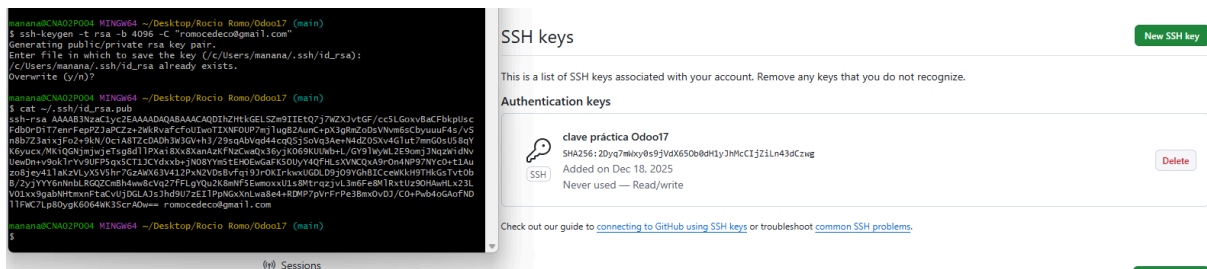 manana@CNA02P004 MINGW64 ~/Desktop/Rocio Romo/Odoo17 (main)
$ ssh-keygen -t rsa -b 4096 -C "romocedeco@gmail.com"
Generating public/private rsa key pair.
Enter file in which to save the key (/c/Users/manana/.ssh/id_rsa):
/c/Users/manana/.ssh/id_rsa already exists.
Overwrite (y/n)?
manana@CNA02P004 MINGW64 ~/Desktop/Rocio Romo/Odoo17 (main)
$ cat ~/.ssh/id_rsa.pub
ssh-rsa
romocedeco@gmail.com
manana@CNA02P004 MINGW64 ~/Desktop/Rocio Romo/Odoo17 (main)
$
Sessions
SSH keys
New SSH key
This is a list of SSH keys associated with your account. Remove any keys that you do not recognize.
Authentication keys
clave práctica Odoo17
SHA256:2Dyq7mWxy0s9jVdX65Ob0dH1yJhMcCIjZiLn43dCzwg
SSH
Added on Dec 18, 2025
Never used — Read/write
Delete
Check out our guide to connecting to GitHub using SSH keys or troubleshoot common SSH problems.